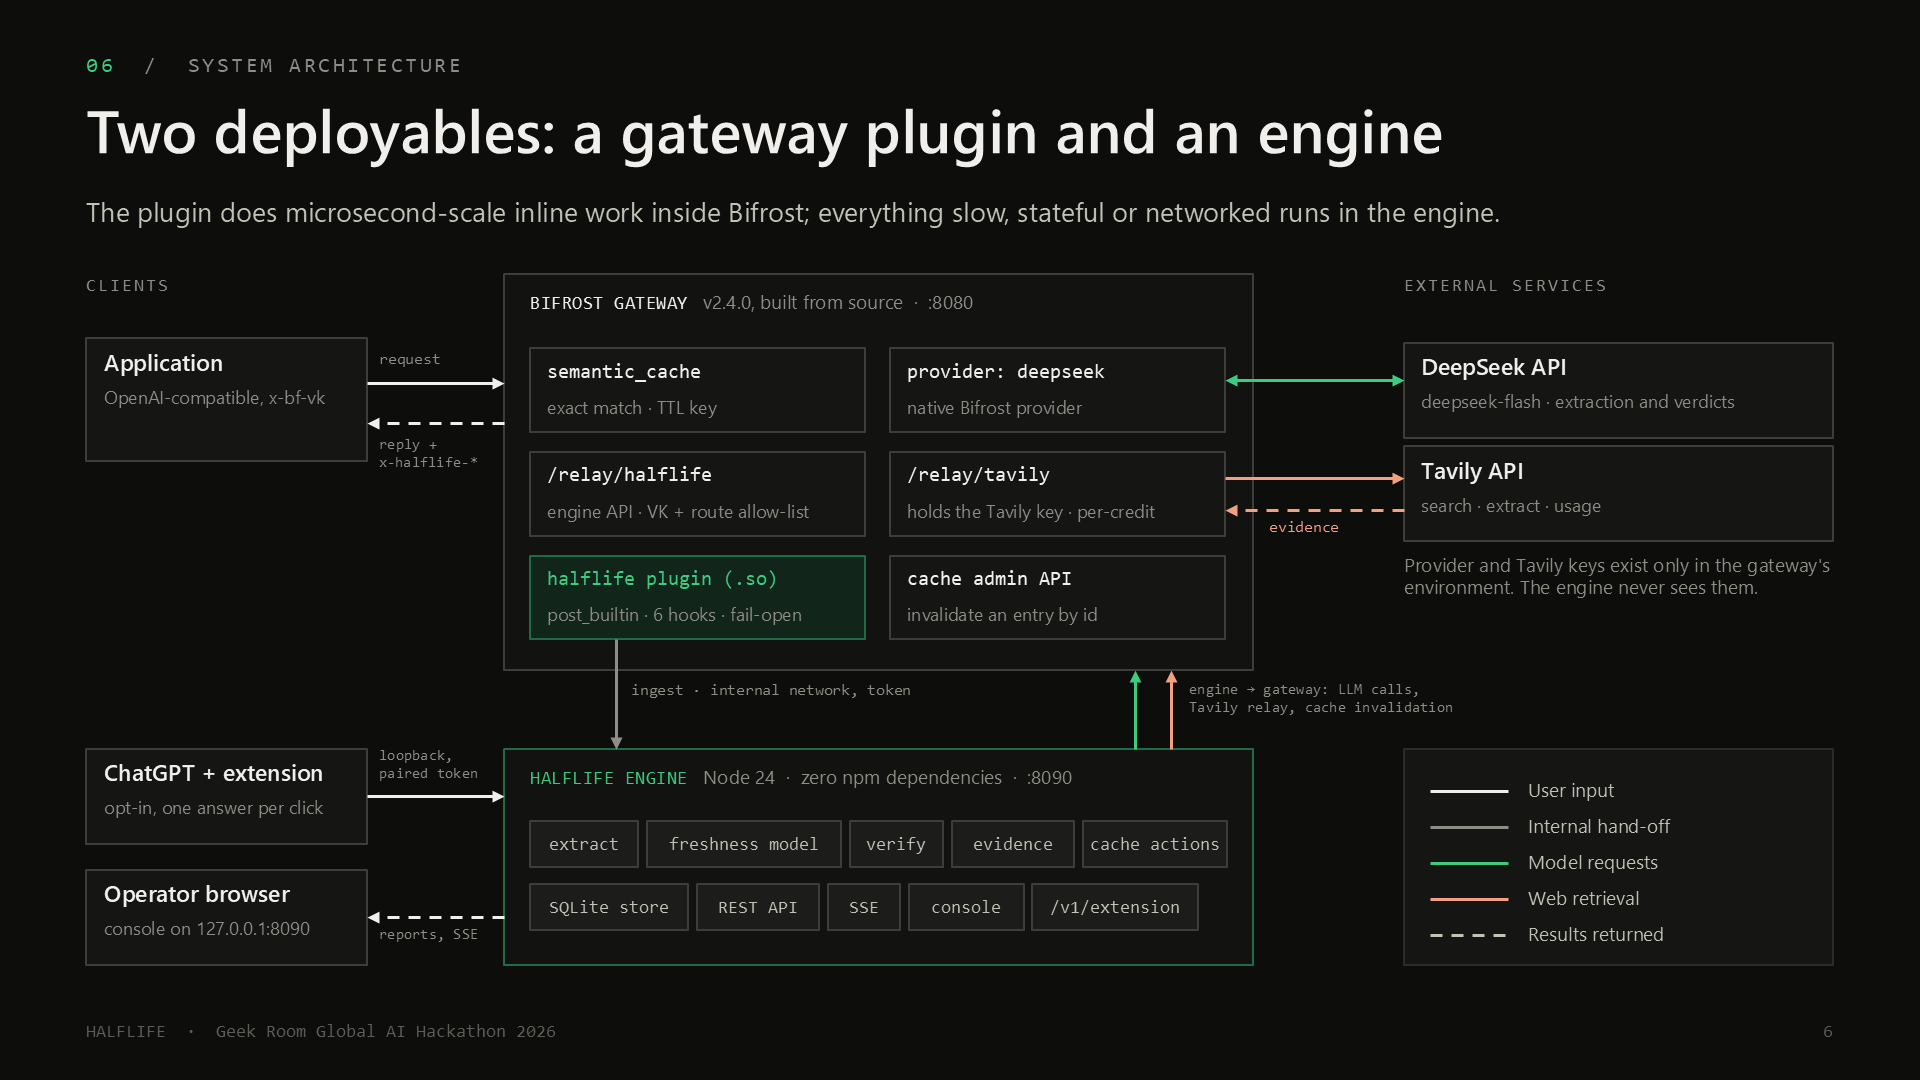 06 / SYSTEM ARCHITECTURE
Two deployables: a gateway plugin and an engine
The plugin does microsecond-scale inline work inside Bifrost; everything slow, stateful or networked runs in the engine.
CLIENTS
Application
OpenAI-compatible, x-bf-vk
request
reply +
x-halflife-*
BIFROST GATEWAY v2.4.0, built from source · :8080
semantic_cache
exact match · TTL key
provider: deepseek
native Bifrost provider
/relay/halflife
engine API · VK + route allow-list
/relay/tavily
holds the Tavily key · per-credit
halflife plugin (.so)
post_builtin · 6 hooks · fail-open
cache admin API
invalidate an entry by id
EXTERNAL SERVICES
DeepSeek API
deepseek-flash · extraction and verdicts
Tavily API
search · extract · usage
evidence
Provider and Tavily keys exist only in the gateway's
environment. The engine never sees them.
ingest · internal network, token
engine → gateway: LLM calls,
Tavily relay, cache invalidation
ChatGPT + extension
opt-in, one answer per click
loopback,
paired token
Operator browser
console on 127.0.0.1:8090
reports, SSE
HALFLIFE ENGINE Node 24 · zero npm dependencies · :8090
extract
freshness model
verify
evidence
cache actions
SQLite store
REST API
SSE
console
/v1/extension
User input
Internal hand-off
Model requests
Web retrieval
Results returned
HALFLIFE · Geek Room Global AI Hackathon 2026
6